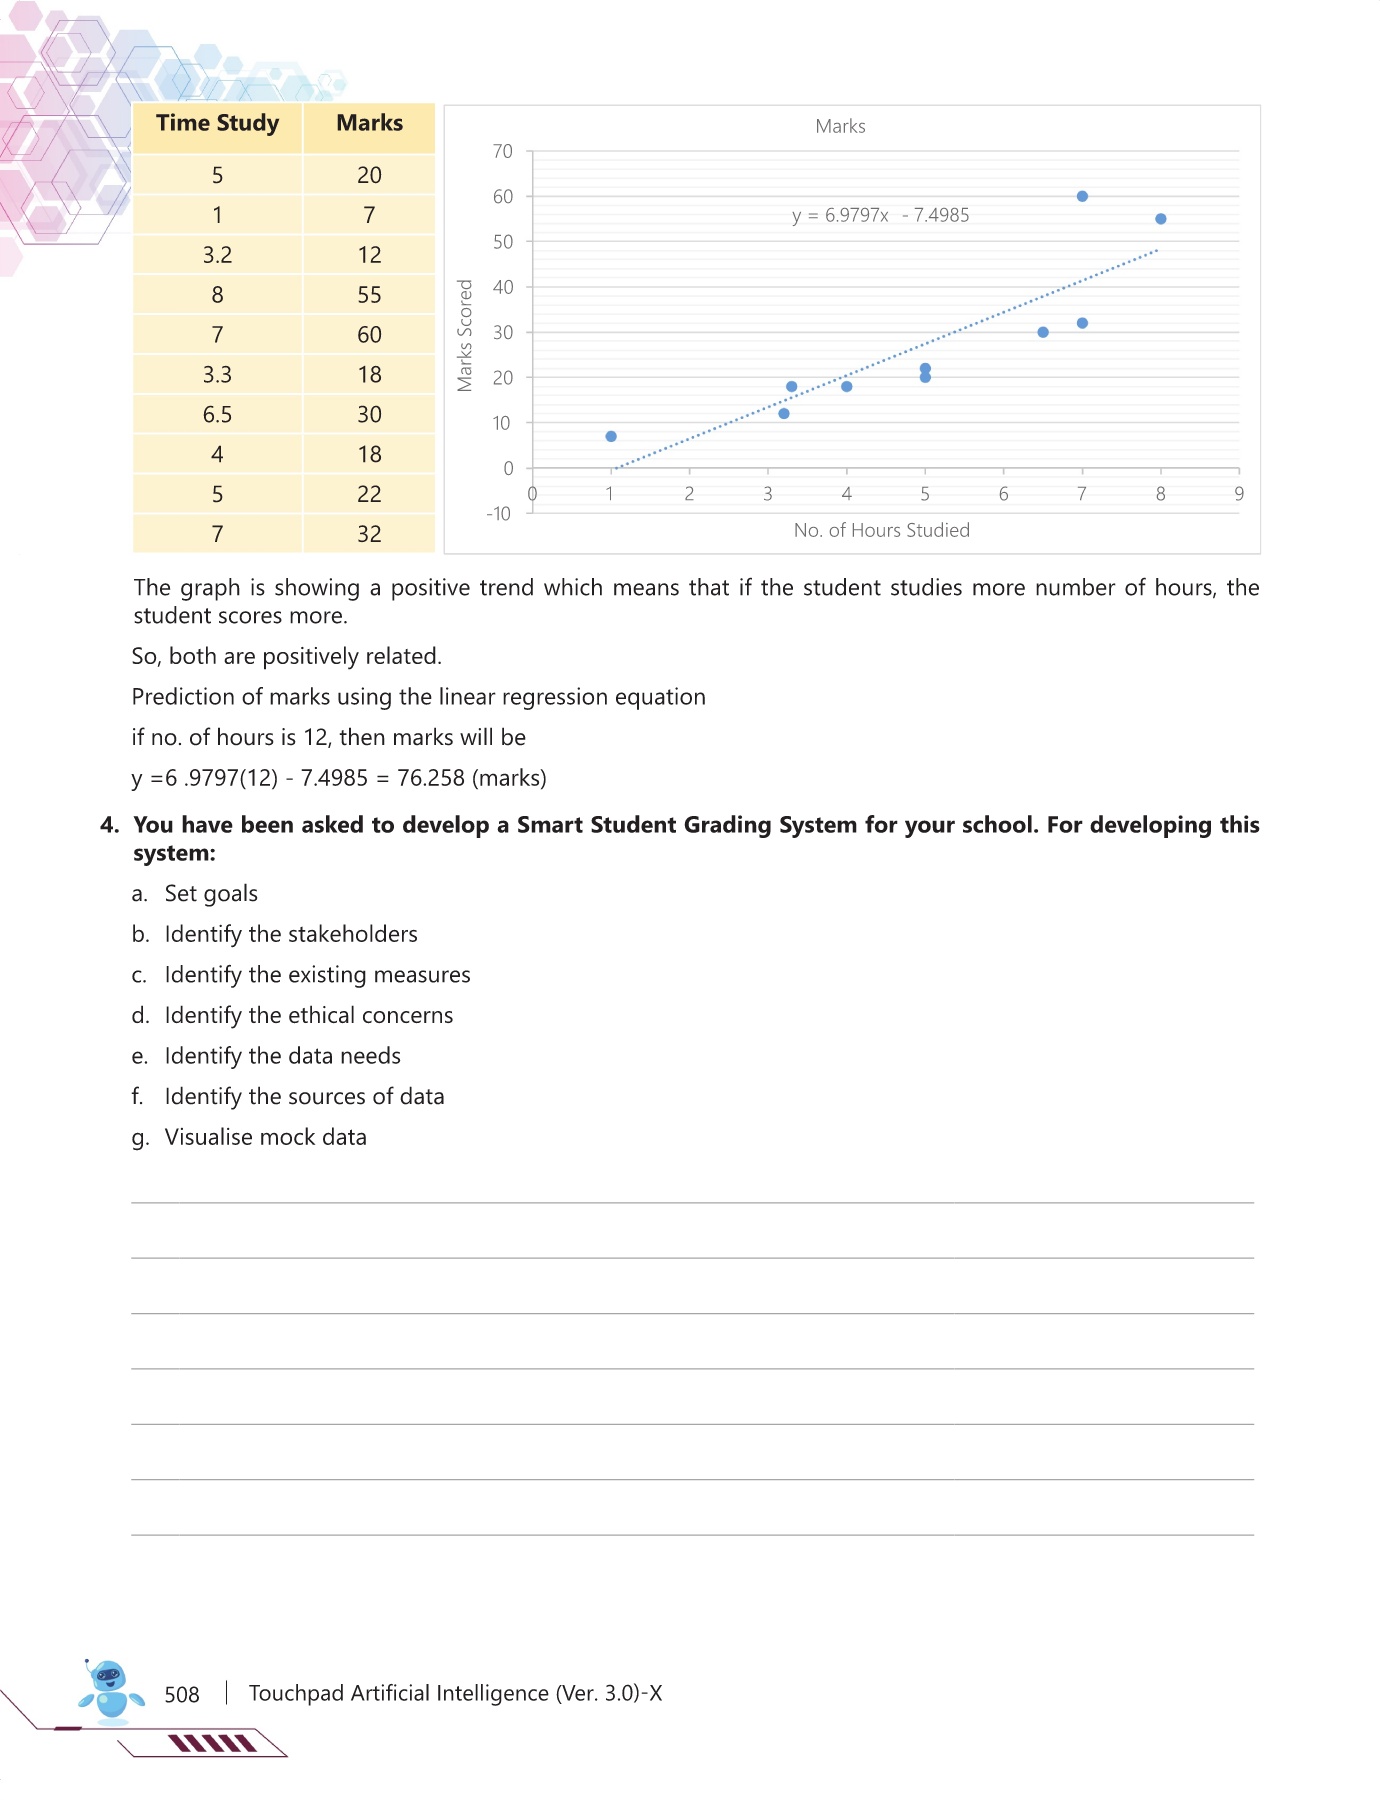 Time Study Marks
5 20
1 7
3.2 12
8 55
7 60
3.3 18
6.5 30
4 18
5 22
7 32
Marks
70
60
50
40
30
20
10
0
-10
y = 6.9797x - 7.4985
Marks Scored
0 1 2 3 4 5 6 7 8 9
No. of Hours Studied
The graph is showing a positive trend which means that if the student studies more number of hours, the
student scores more.
So, both are positively related.
Prediction of marks using the linear regression equation
if no. of hours is 12, then marks will be
y =6 .9797(12) - 7.4985 = 76.258 (marks)
4. You have been asked to develop a Smart Student Grading System for your school. For developing this
system:
a. Set goals
b. Identify the stakeholders
c. Identify the existing measures
d. Identify the ethical concerns
e. Identify the data needs
f. Identify the sources of data
g. Visualise mock data
508 | Touchpad Artificial Intelligence (Ver. 3.0)-X